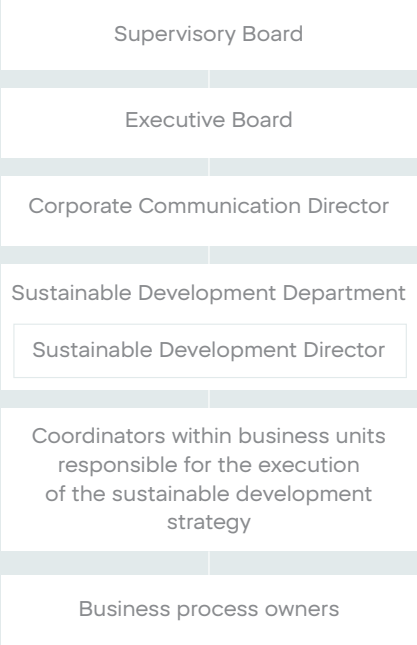 Supervisory Board
Executive Board
Corporate Communication Director
Sustainable Development Department
Sustainable Development Director
Coordinators within business units
responsible for the execution
of the sustainable development
strategy
Business process owners